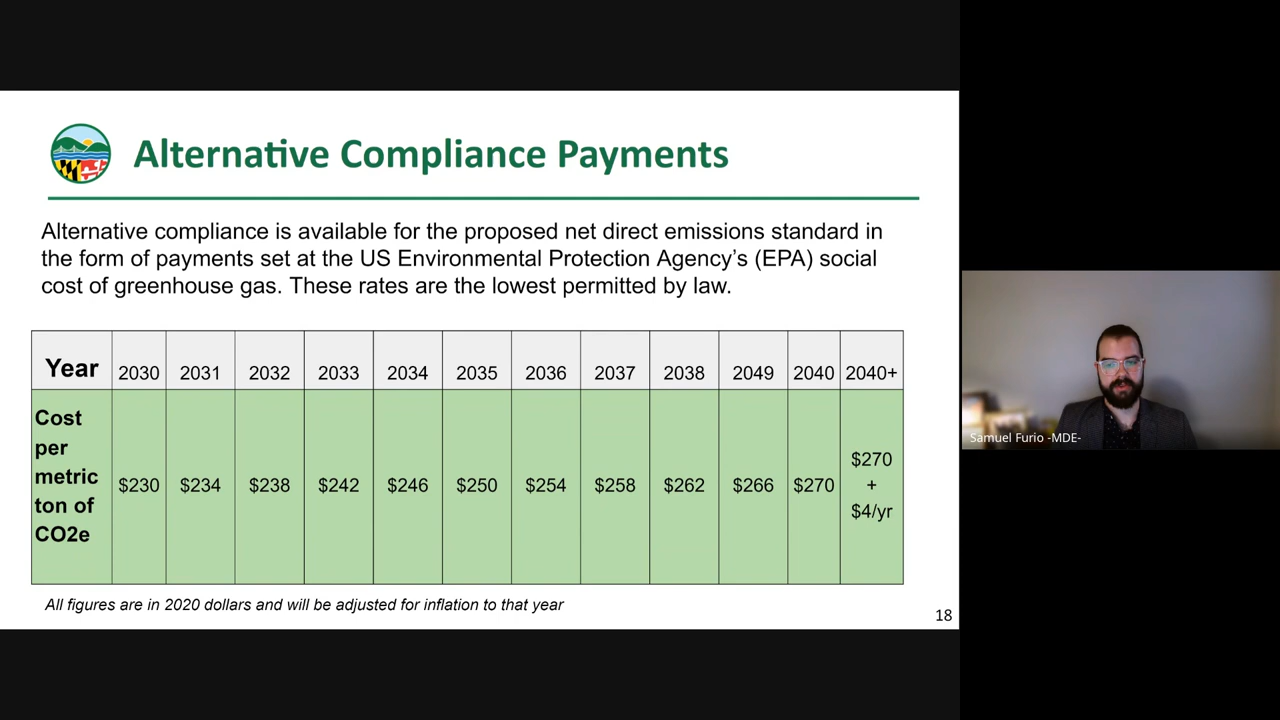 Alternative Compliance Payments
Alternative compliance is available for the proposed net direct emissions standard in
the form of payments set at the US Environmental Protection Agency's (EPA) social
cost of greenhouse gas. These rates are the lowest permitted by law.
Year 2030 2031 2032 2033 2034 2035 2036 2037 2038 2049 2040 2040+
Cost
per
metric
ton of
CO2e
$230 $234 $238 $242 $246 $250 $254 $258 $262 $266 $270
$270
+
$4/yr
All figures are in 2020 dollars and will be adjusted for inflation to that year
18
Samuel Furio -MDE-